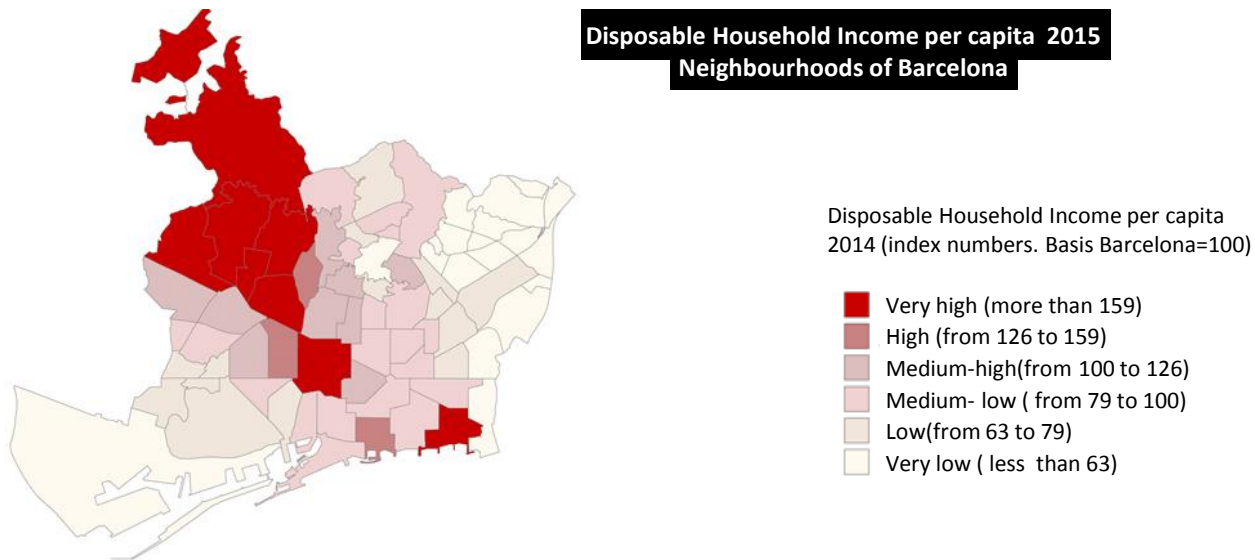 Disposable Household Income per capita 2015
Neighbourhoods of Barcelona
Disposable Household Income per capita
2014 (index numbers. Basis Barcelona=100)
Very high (more than 159)
High (from 126 to 159)
Medium-high(from 100 to 126)
Medium- low ( from 79 to 100)
Low(from 63 to 79)
Very low ( less than 63)